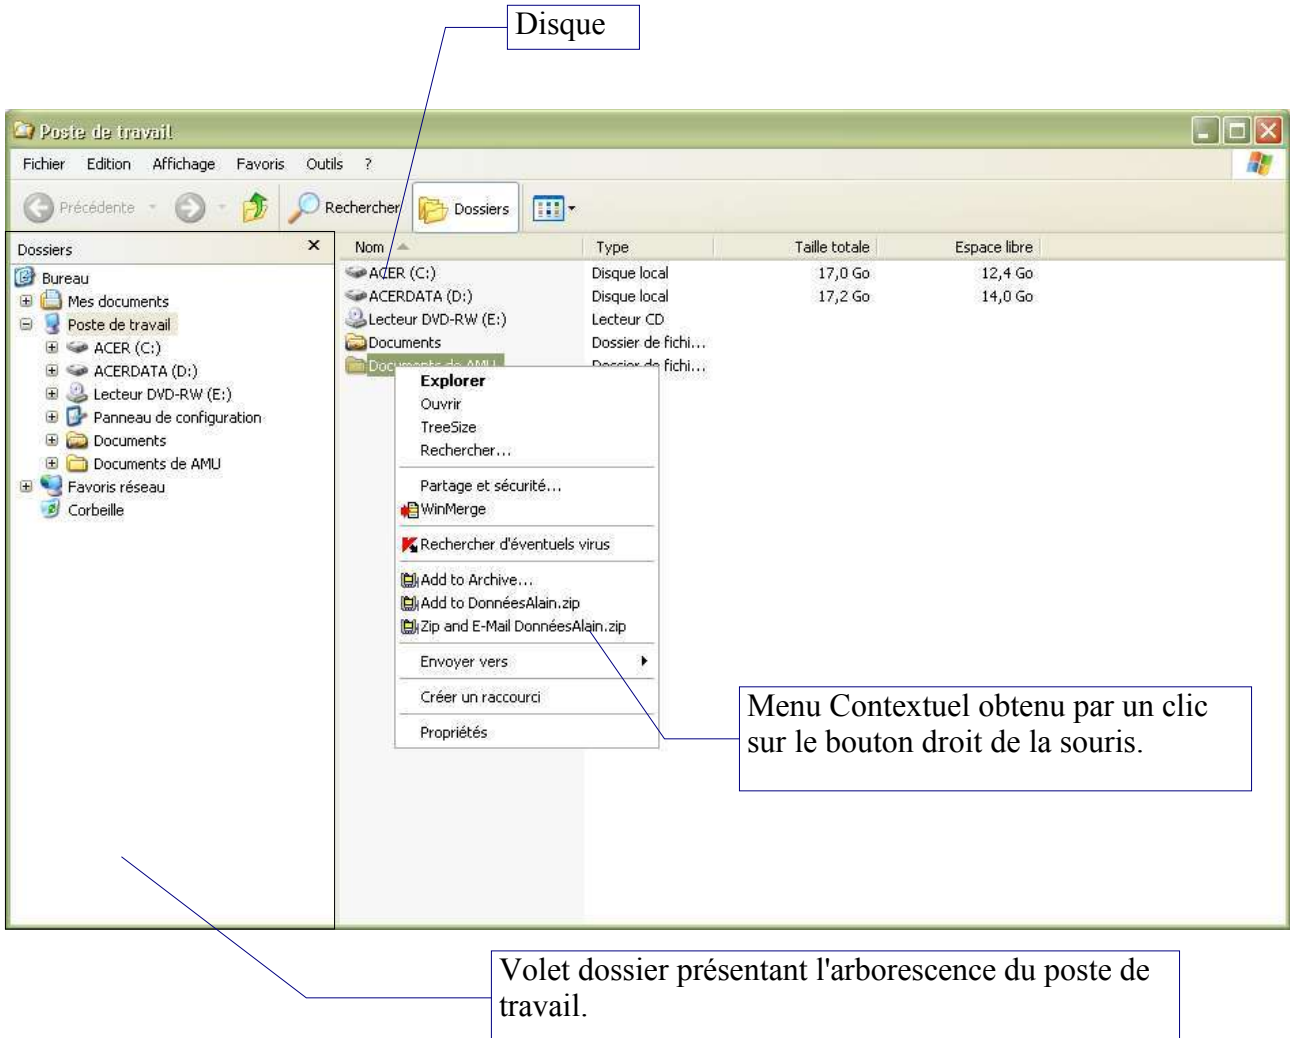 Disque
Poste de travail
Fichier Edition Affichage Favoris Outils ?
Précédente Rechercher Dossiers
Dossiers
Bureau
Mes documents
Poste de travail
ACER (C:)
ACERDATA (D:)
Lecteur DVD-RW (E:)
Panneau de configuration
Documents
Documents de AMU
Favoris réseau
Corbeille
Nom Type Taille totale Espace libre
ACER (C:) Disque local 17,0 Go 12,4 Go
ACERDATA (D:) Disque local 17,2 Go 14,0 Go
Lecteur DVD-RW (E:) Lecteur CD
Documents Dossier de fichi...
Documents de AMU Dossier de fichi...
Explorer
Ouvrir
TreeSize
Rechercher...
Partage et sécurité...
WinMerge
Rechercher d'éventuels virus
Add to Archive...
Add to DonnéesAlain.zip
Zip and E-Mail DonnéesAlain.zip
Envoyer vers
Créer un raccourci
Propriétés
Menu Contextuel obtenu par un clic
sur le bouton droit de la souris.
Volet dossier présentant l'arborescence du poste de
travail.